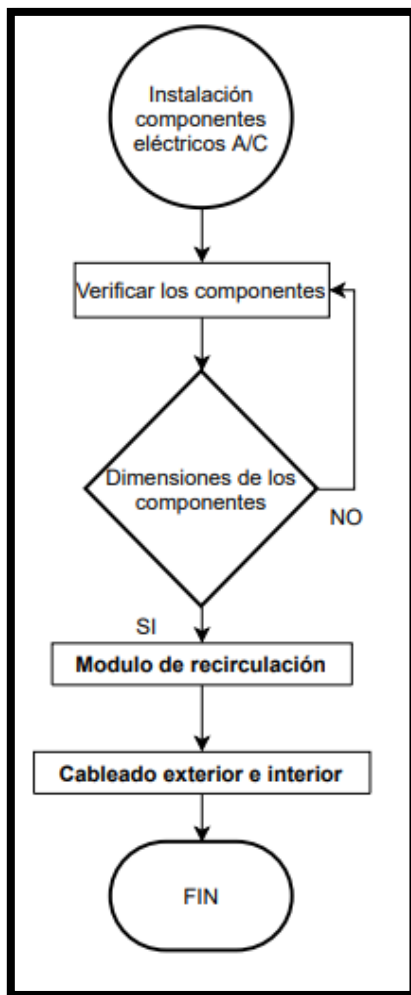 Instalación
componentes
eléctricos A/C
Verificar los componentes
Dimensiones de los
componentes
NO
SI
Modulo de recirculación
Cableado exterior e interior
FIN